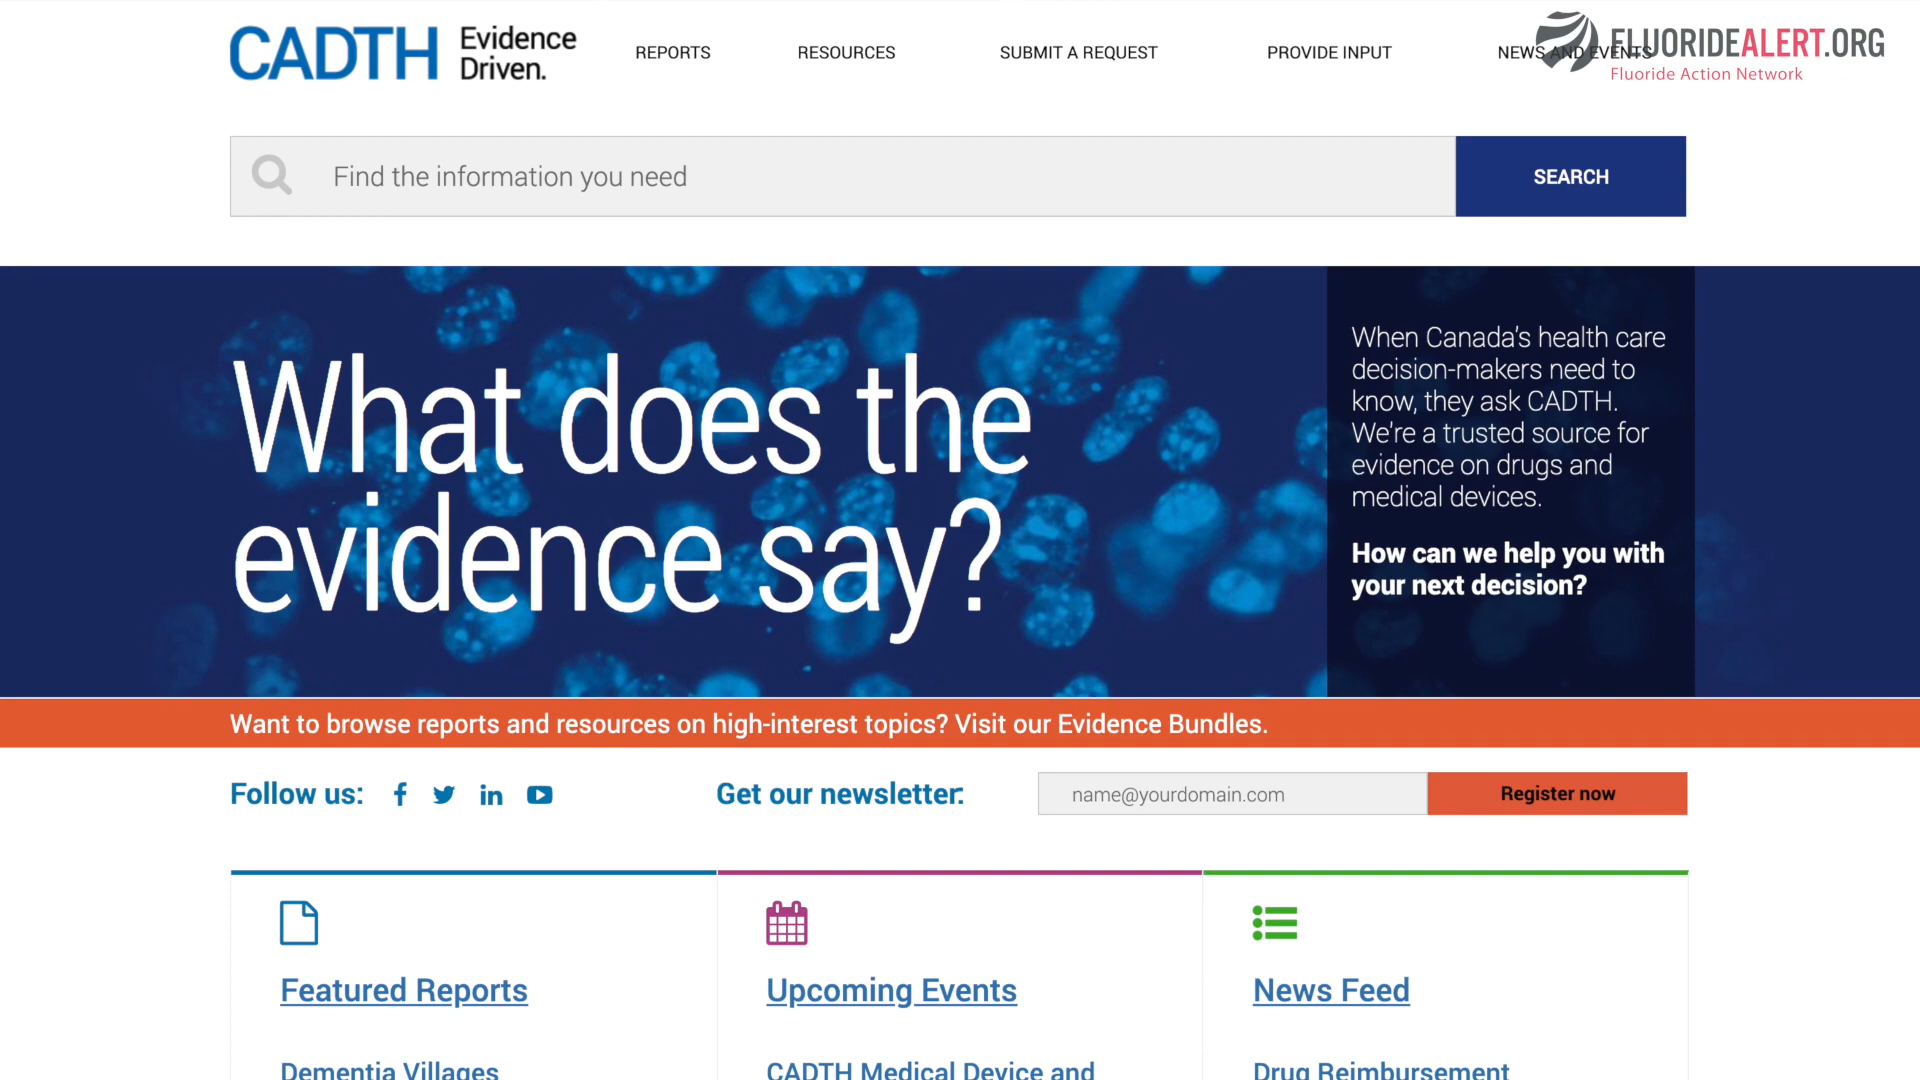 CADTH Evidence
Driven.
REPORTS
RESOURCES
SUBMIT A REQUEST
PROVIDE INPUT
NEWS AND EVENTS
FLUORIDEALERT.ORG
Fluoride Action Network
Find the information you need
SEARCH
What does the
evidence say?
When Canada's health care
decision-makers need to
know, they ask CADTH.
We're a trusted source for
evidence on drugs and
medical devices.
How can we help you with
your next decision?
Want to browse reports and resources on high-interest topics? Visit our Evidence Bundles.
Follow us:
Get our newsletter:
name@yourdomain.com
Register now
Featured Reports
Upcoming Events
News Feed
Dementia Villages
CADTH Medical Device and
Drug Reimbursement